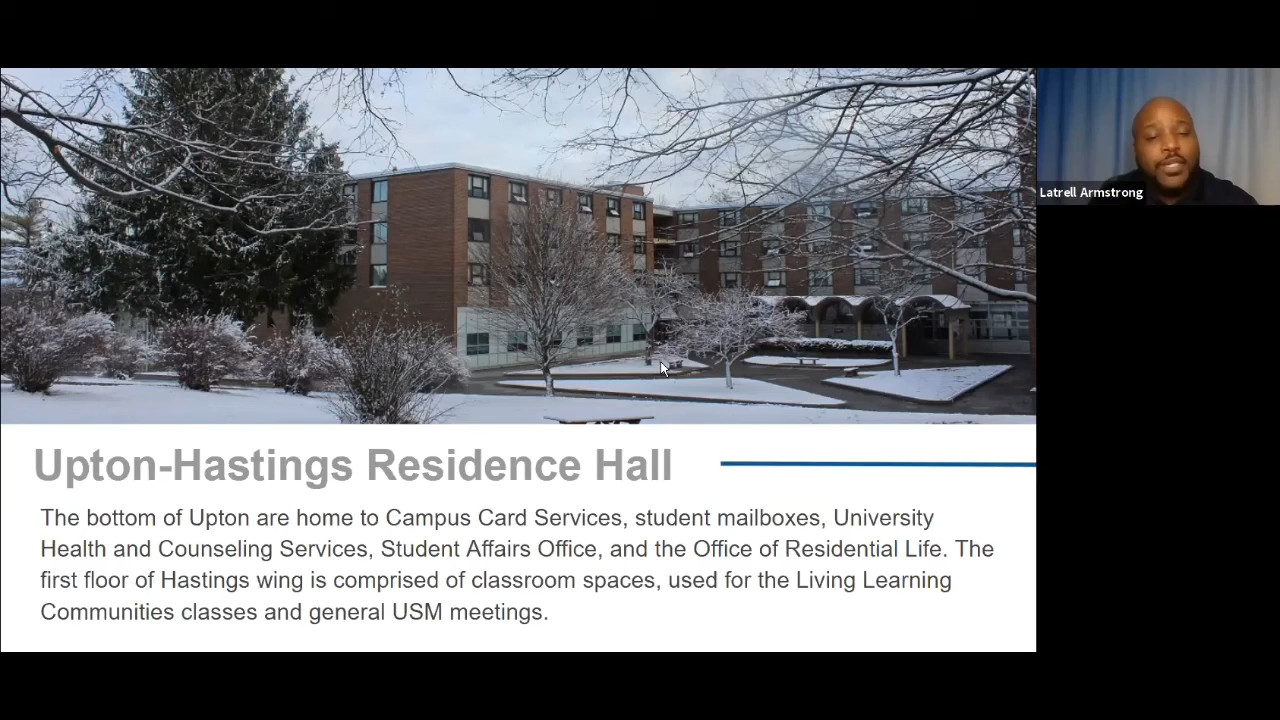 Latrell Armstrong
Upton-Hastings Residence Hall
The bottom of Upton are home to Campus Card Services, student mailboxes, University
Health and Counseling Services, Student Affairs Office, and the Office of Residential Life. The
first floor of Hastings wing is comprised of classroom spaces, used for the Living Learning
Communities classes and general USM meetings.